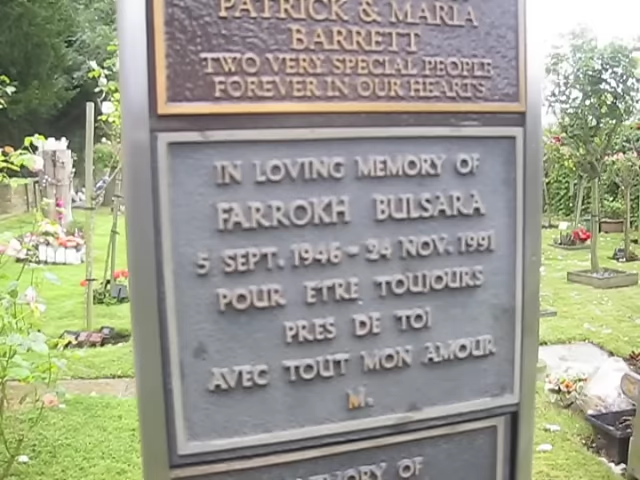 PATRICK & MARIA
BARRETT
TWO VERY SPECIAL PEOPLE
FOREVER IN OUR HEARTS
IN LOVING MEMORY OF
FARROKH BULSARA
5 SEPT. 1946 - 24 NOV. 1991
POUR ETRE TOUJOURS
PRES DE TOI
AVEC TOUT MON AMOUR
M.
MEMORY OF